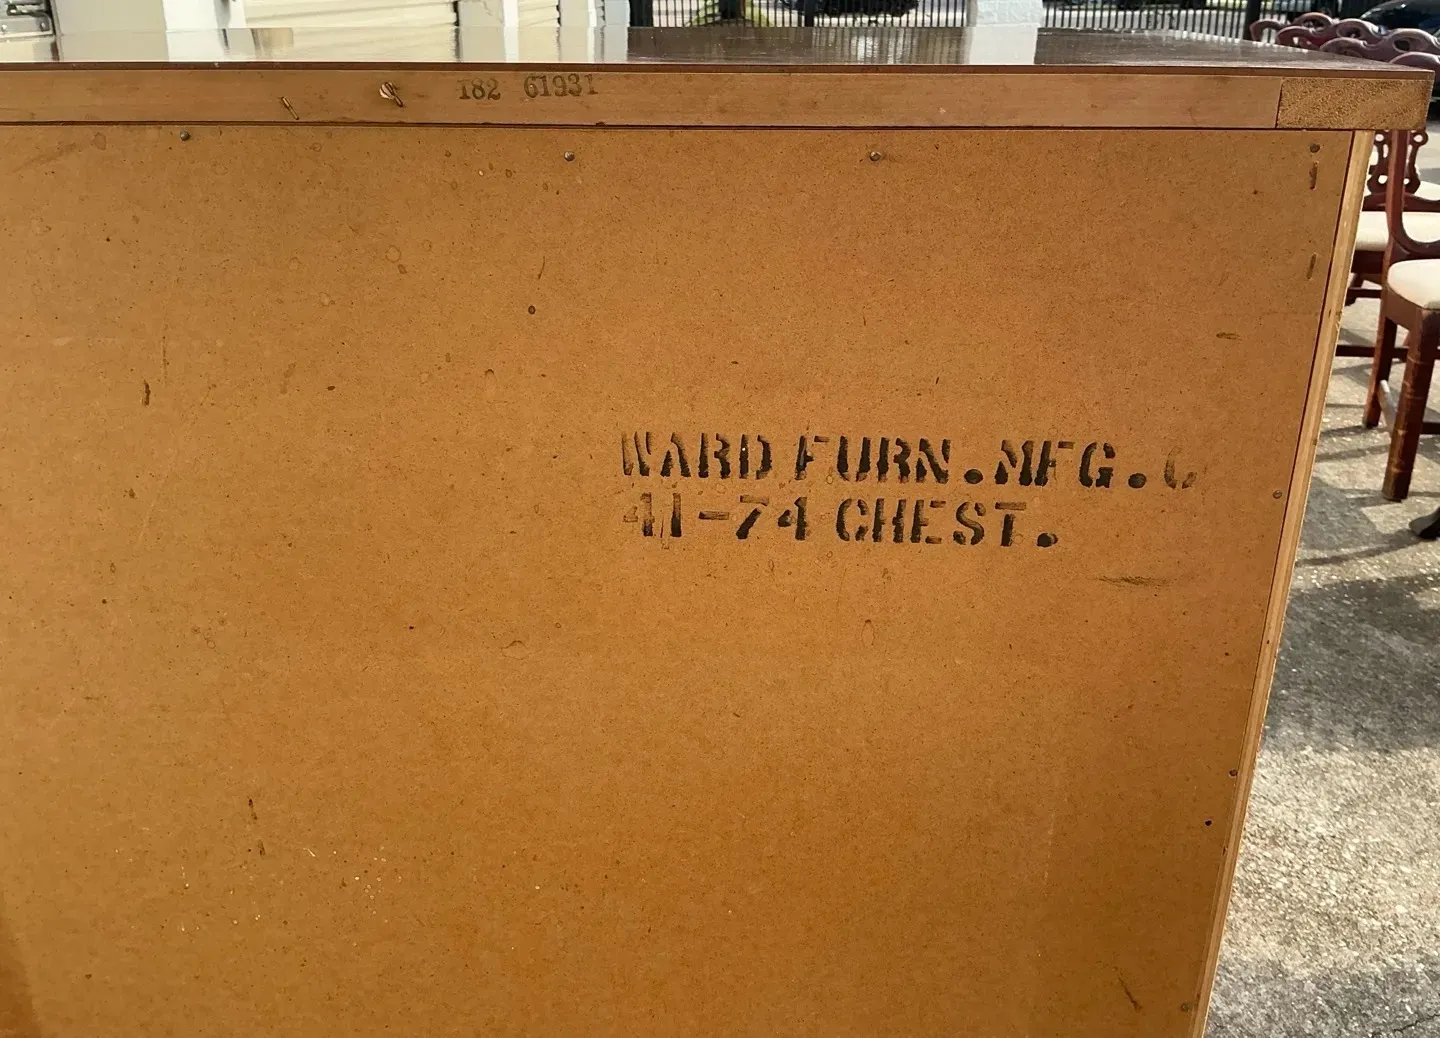 182 61931
WARD FURN.MFG.C
41-74 CHEST.